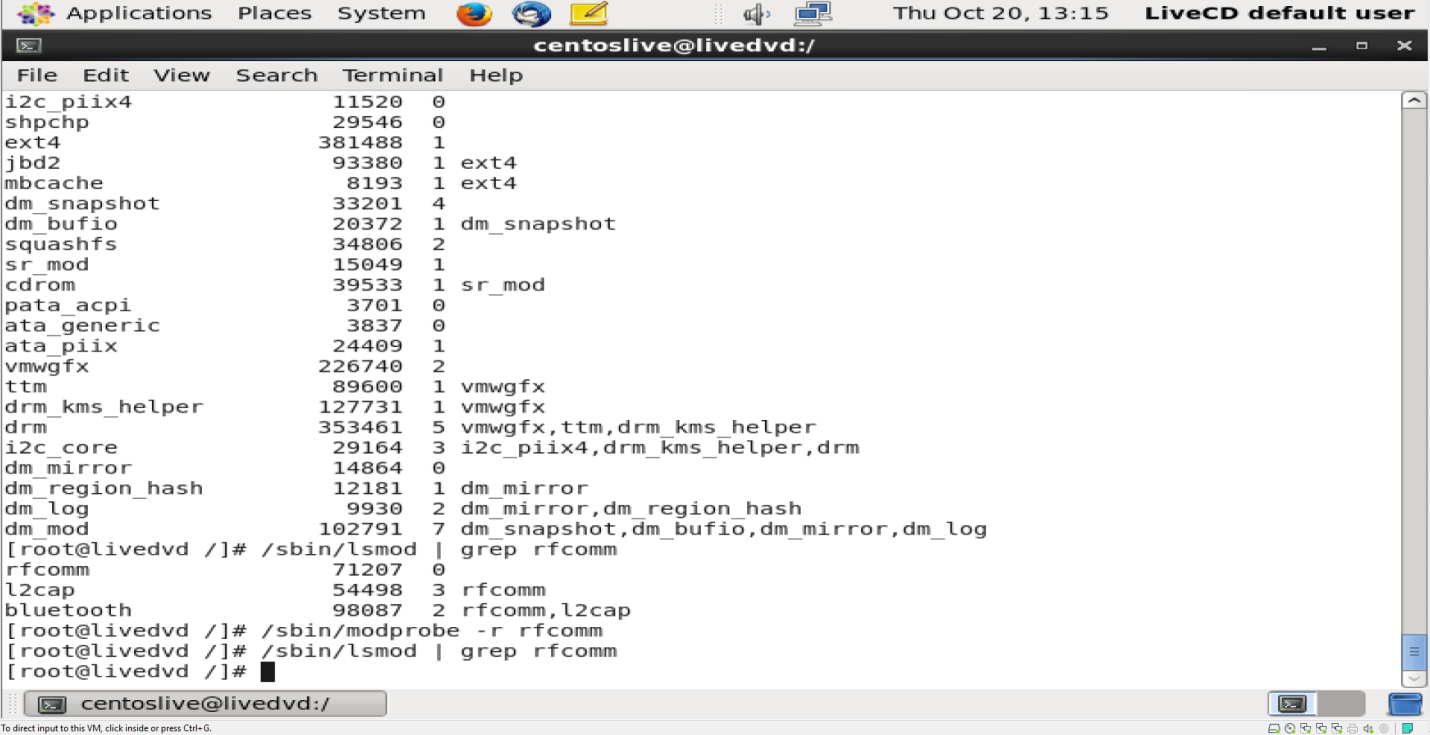 Applications Places System Thu Oct 20, 13:15 LiveCD default user
centoslive@livedvd:/
File Edit View Search Terminal Help
i2c_piix4 11520 0
shpchp 29546 0
ext4 381488 1
jbd2 93380 1 ext4
mbcache 8193 1 ext4
dm_snapshot 33201 4
dm_bufio 20372 1 dm_snapshot
squashfs 34806 2
sr_mod 15049 1
cdrom 39533 1 sr_mod
pata_acpi 3701 0
ata_generic 3837 0
ata_piix 24409 1
vmwgfx 226740 2
ttm 89600 1 vmwgfx
drm_kms_helper 127731 1 vmwgfx
drm 353461 5 vmwgfx,ttm,drm_kms_helper
i2c_core 29164 3 i2c_piix4,drm_kms_helper,drm
dm_mirror 14864 0
dm_region_hash 12181 1 dm_mirror
dm_log 9930 2 dm_mirror,dm_region_hash
dm_mod 102791 7 dm_snapshot,dm_bufio,dm_mirror,dm_log
[root@livedvd /]# /sbin/lsmod | grep rfcomm
rfcomm 71207 0
l2cap 54498 3 rfcomm
bluetooth 98087 2 rfcomm,l2cap
[root@livedvd /]# /sbin/modprobe -r rfcomm
[root@livedvd /]# /sbin/lsmod | grep rfcomm
[root@livedvd /]#
centoslive@livedvd:/
To direct input to this VM, click inside or press Ctrl+G.